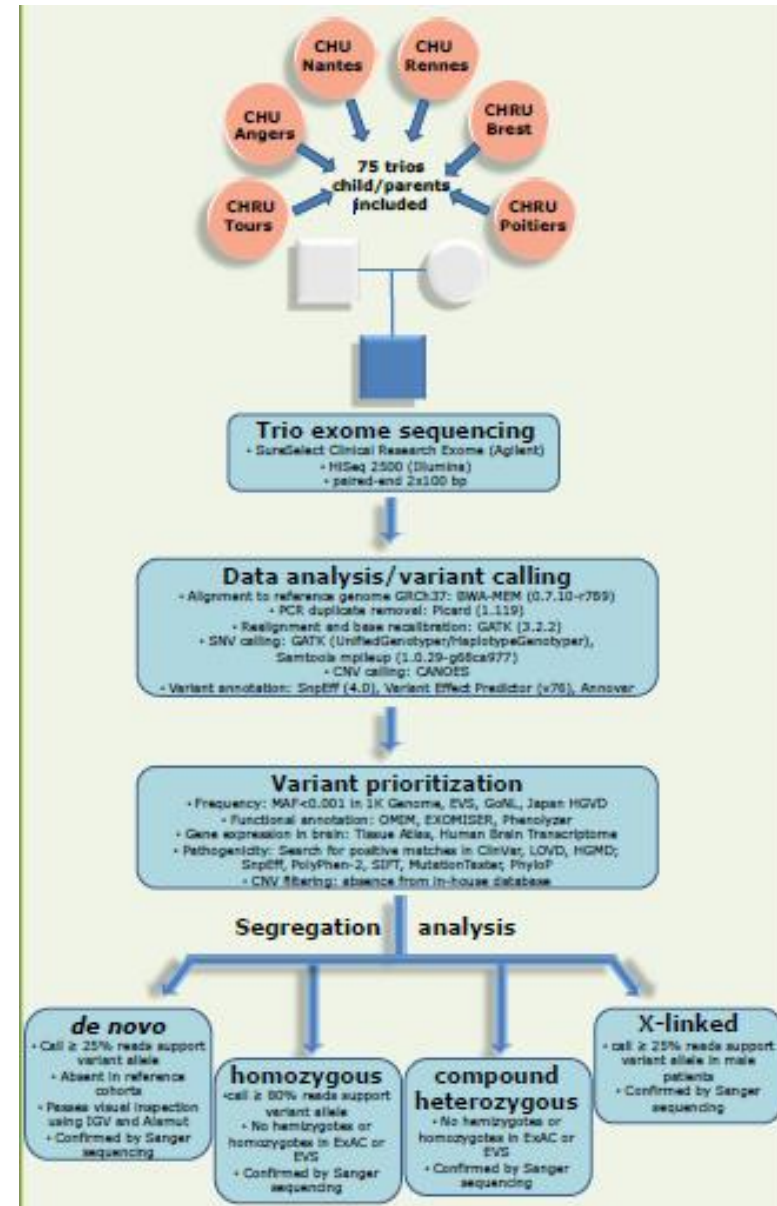 CHU
Nantes
CHU
Rennes
CHU
Angers
CHRU
Brest
75 trios
child/parents
included
CHRU
Tours
CHRU
Poitiers
Trio exome sequencing
• SureSelect Clinical Research Exome (Agilent)
• HiSeq 2500 (Illumina)
• paired-end 2x100 bp
Data analysis/variant calling
• Alignment to reference genome GRCh37: BWA-MEM (0.7.10-r789)
• PCR duplicate removal: Picard (1.119)
• Realignment and base recalibration: GATK (3.2.2)
• SNV calling: GATK (UnifiedGenotyper/HaplotypeGenotyper),
Samtools mpileup (1.0.29-g66ca977)
• CNV calling: CANOES
• Variant annotation: SnpEff (4.0), Variant Effect Predictor (v76), Annovar
Variant prioritization
• Frequency: MAF<0.001 in 1K Genome, EVS, GoNL, Japan HGVD
• Functional annotation: OMIM, EXOMISER, Phenolyzer
• Gene expression in brain: Tissue Atlas, Human Brain Transcriptome
• Pathogenicity: Search for positive matches in ClinVar, LOVD, HGMD;
SnpEff, PolyPhen-2, SIFT, MutationTaster, PhyloP
• CNV filtering: absence from in-house database
Segregation analysis
de novo
• Call ≥ 25% reads support
variant allele
• Absent in reference
cohorts
• Passes visual inspection
using IGV and Alamut
• Confirmed by Sanger
sequencing
homozygous
•call ≥ 80% reads support
variant allele
• No hemizygotes or
homozygotes in ExAC or
EVS
• Confirmed by Sanger
sequencing
compound
heterozygous
• No hemizygotes or
homozygotes in ExAC or
EVS
• Confirmed by Sanger
sequencing
X-linked
• call ≥ 25% reads support
variant allele in male
patients
• Confirmed by Sanger
sequencing